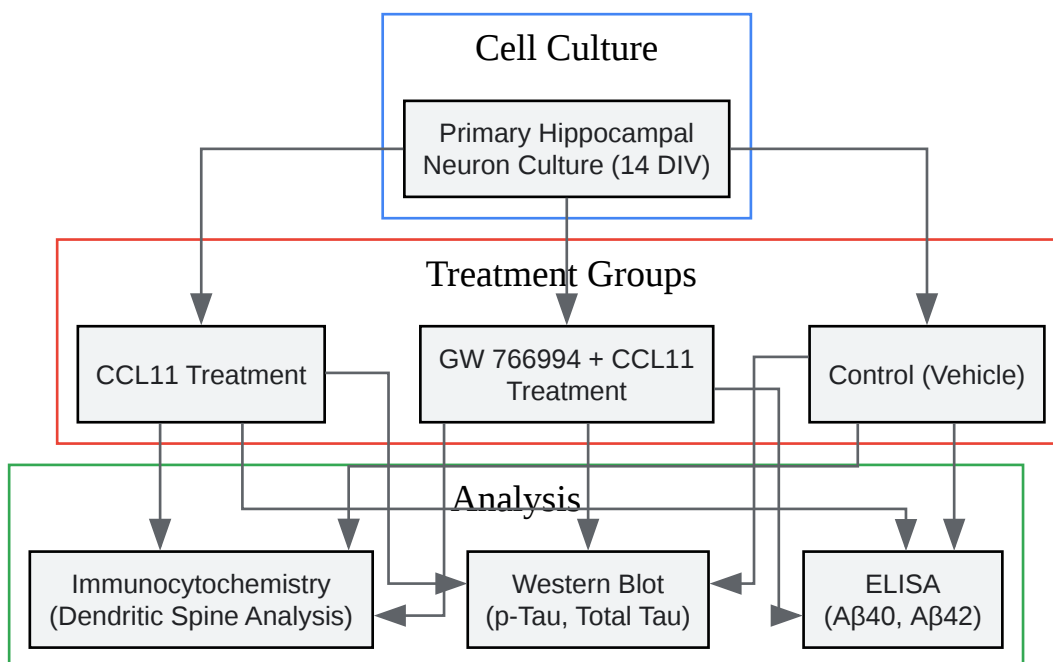 Cell Culture
Primary Hippocampal
Neuron Culture (14 DIV)
Treatment Groups
CCL11 Treatment
GW 766994 + CCL11
Treatment
Control (Vehicle)
Analysis
Immunocytochemistry
(Dendritic Spine Analysis)
Western Blot
(p-Tau, Total Tau)
ELISA
(Aβ40, Aβ42)